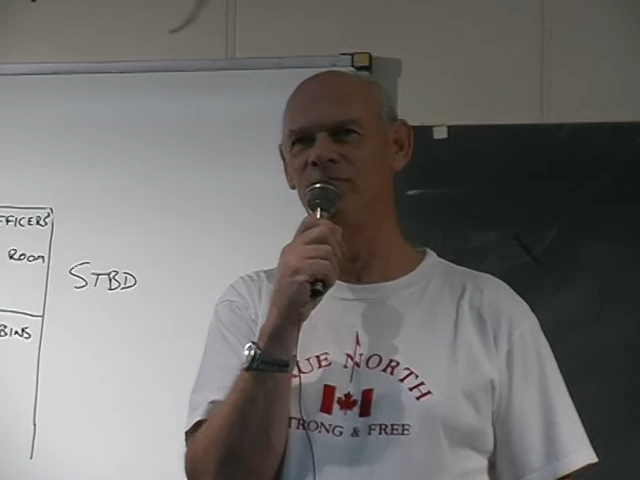 FFICERS'
ROOM
STBD
BINS
UE NORTH
TRONG & FREE